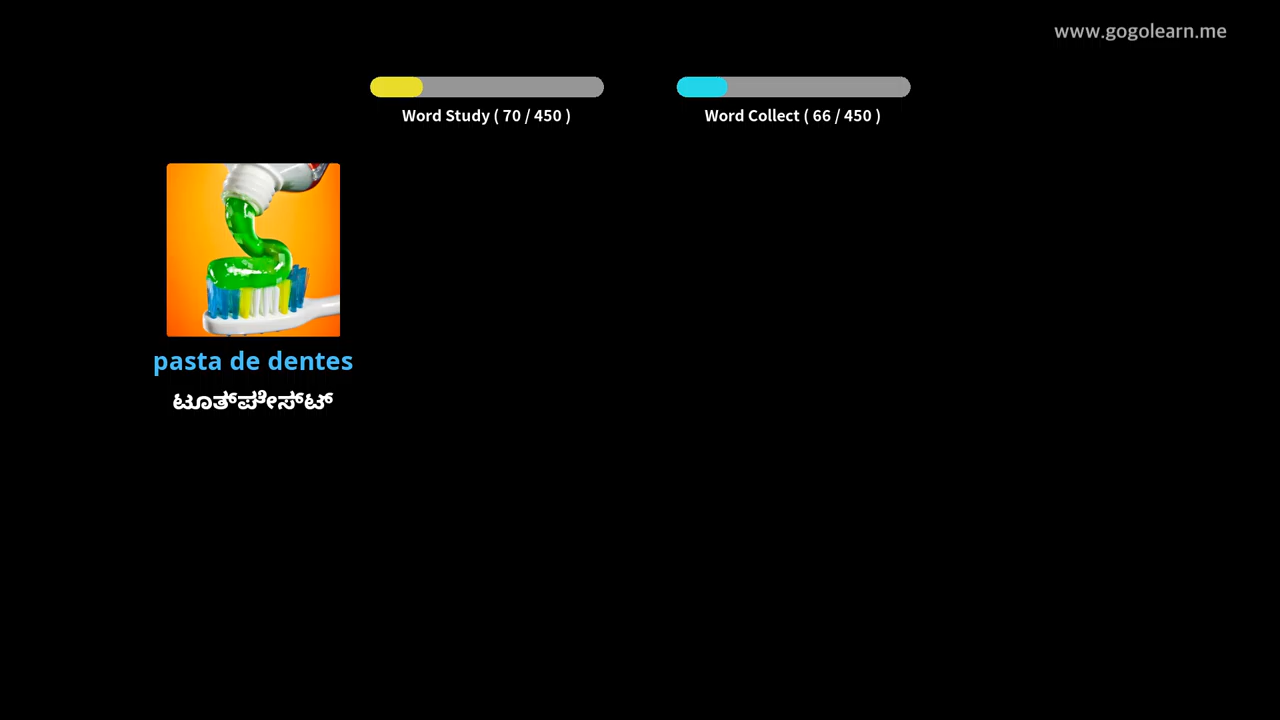 www.gogolearn.me
Word Study ( 70 / 450 )
Word Collect ( 66 / 450 )
pasta de dentes
ಟೂತ್‌ಪೇಸ್ಟ್